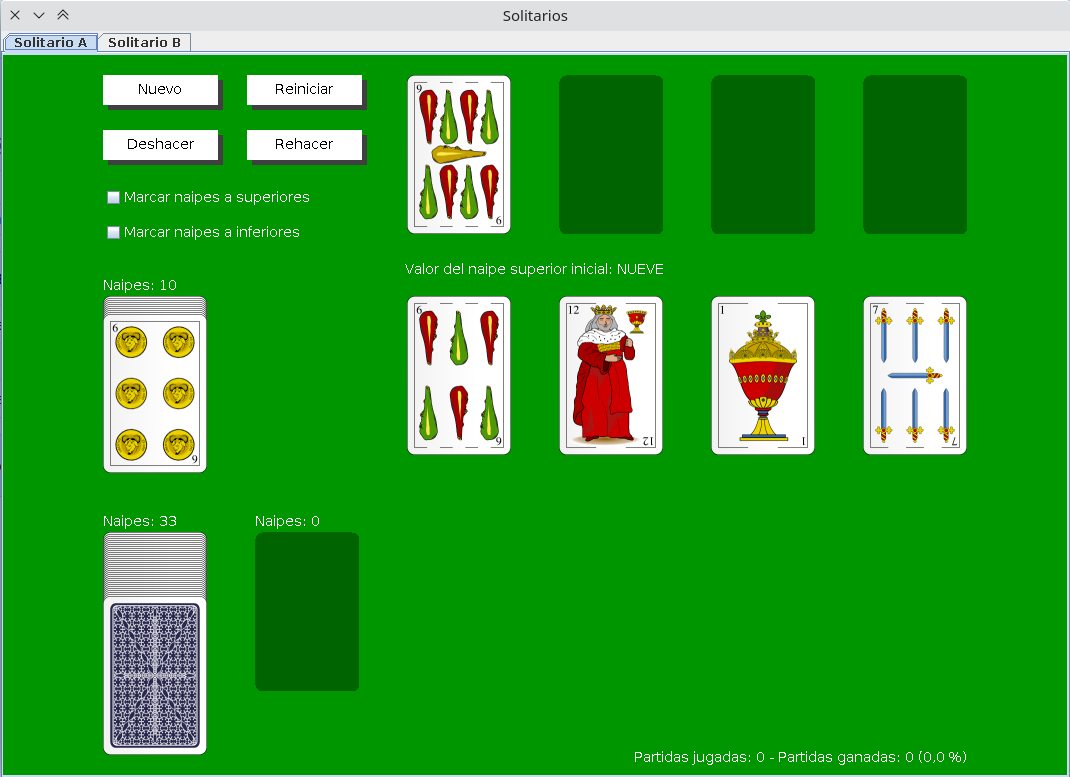 Solitarios
Solitario A
Solitario B
Nuevo
Reiniciar
Deshacer
Rehacer
Marcar naipes a superiores
Marcar naipes a inferiores
9
9
Valor del naipe superior inicial: NUEVE
Naipes: 10
6
6
6
6
12
12
1
1
7
7
Naipes: 33
Naipes: 0
Partidas jugadas: 0 - Partidas ganadas: 0 (0,0 %)